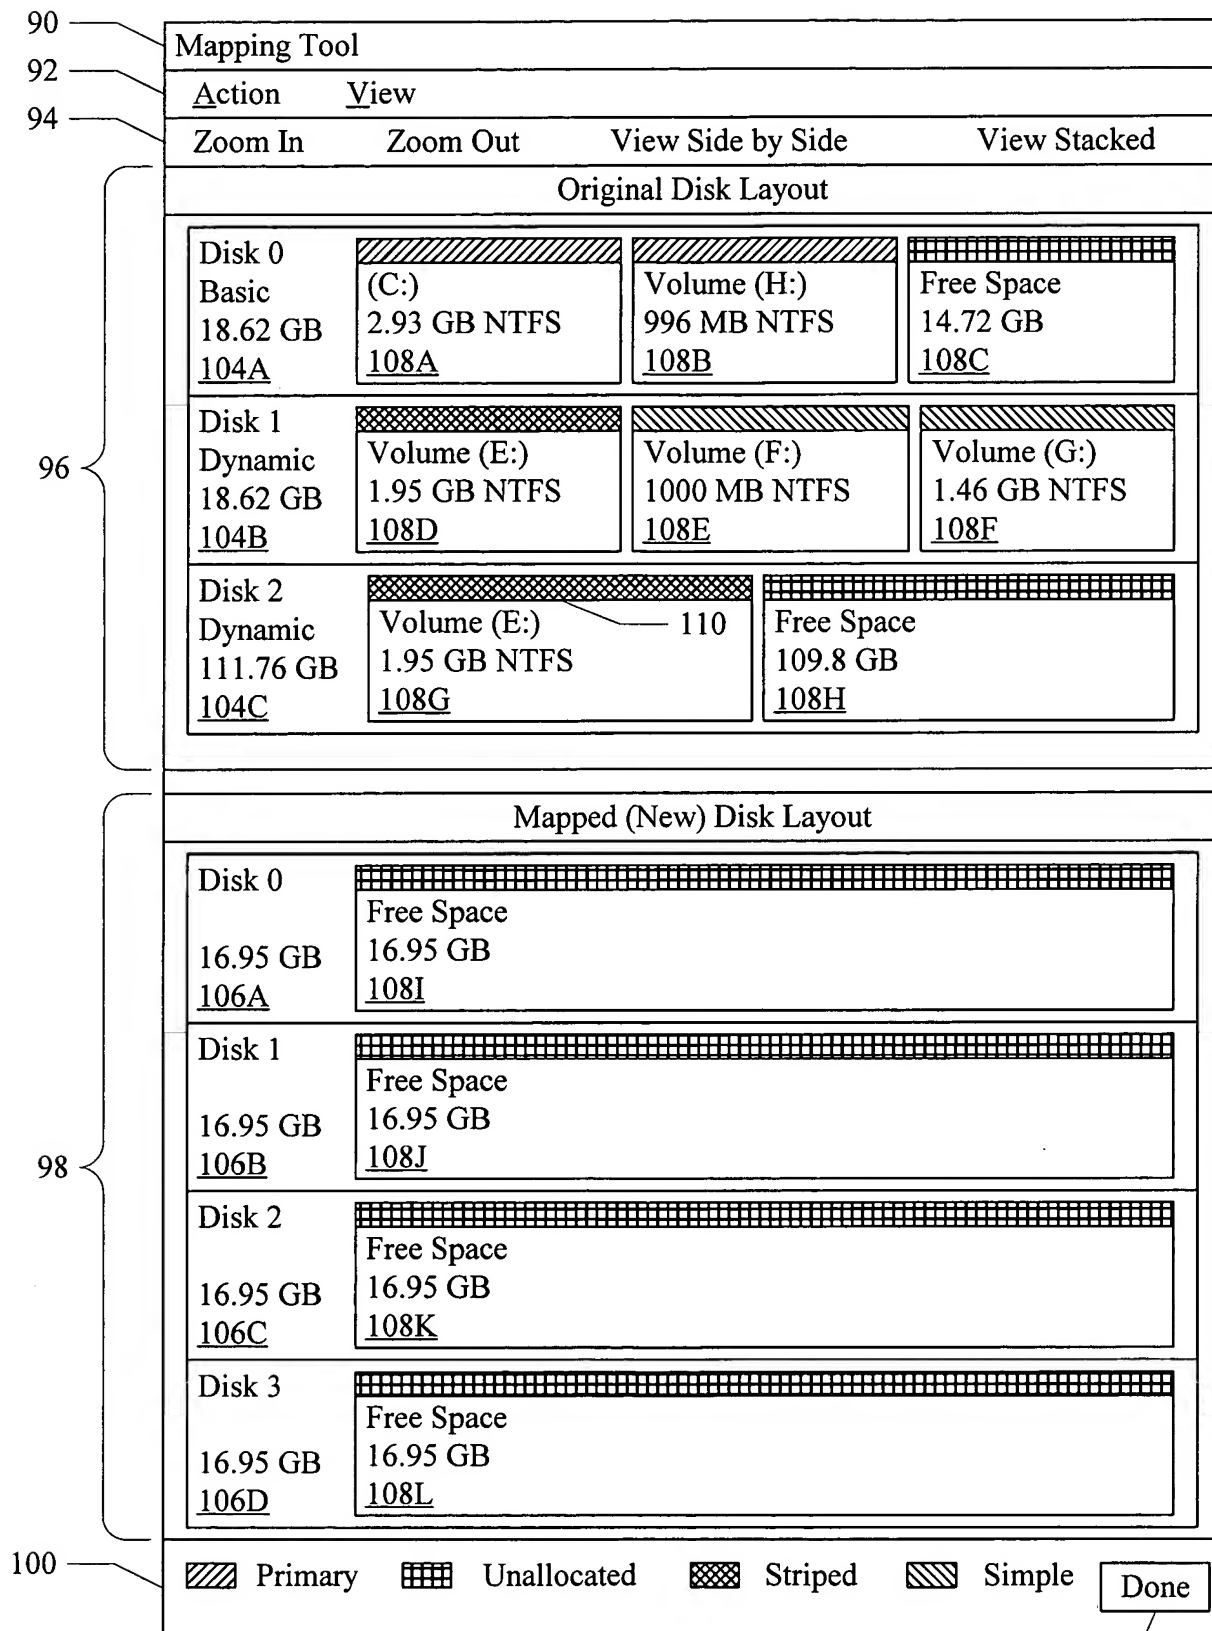 90
Mapping Tool
92
Action View
94
Zoom In Zoom Out View Side by Side View Stacked
96
Original Disk Layout
Disk 0
Basic
18.62 GB
104A
(C:)
2.93 GB NTFS
108A
Volume (H:)
996 MB NTFS
108B
Free Space
14.72 GB
108C
Disk 1
Dynamic
18.62 GB
104B
Volume (E:)
1.95 GB NTFS
108D
Volume (F:)
1000 MB NTFS
108E
Volume (G:)
1.46 GB NTFS
108F
Disk 2
Dynamic
111.76 GB
104C
Volume (E:)
1.95 GB NTFS
108G
110
Free Space
109.8 GB
108H
98
Mapped (New) Disk Layout
Disk 0
16.95 GB
106A
Free Space
16.95 GB
108I
Disk 1
16.95 GB
106B
Free Space
16.95 GB
108J
Disk 2
16.95 GB
106C
Free Space
16.95 GB
108K
Disk 3
16.95 GB
106D
Free Space
16.95 GB
108L
100
Primary Unallocated Striped Simple Done